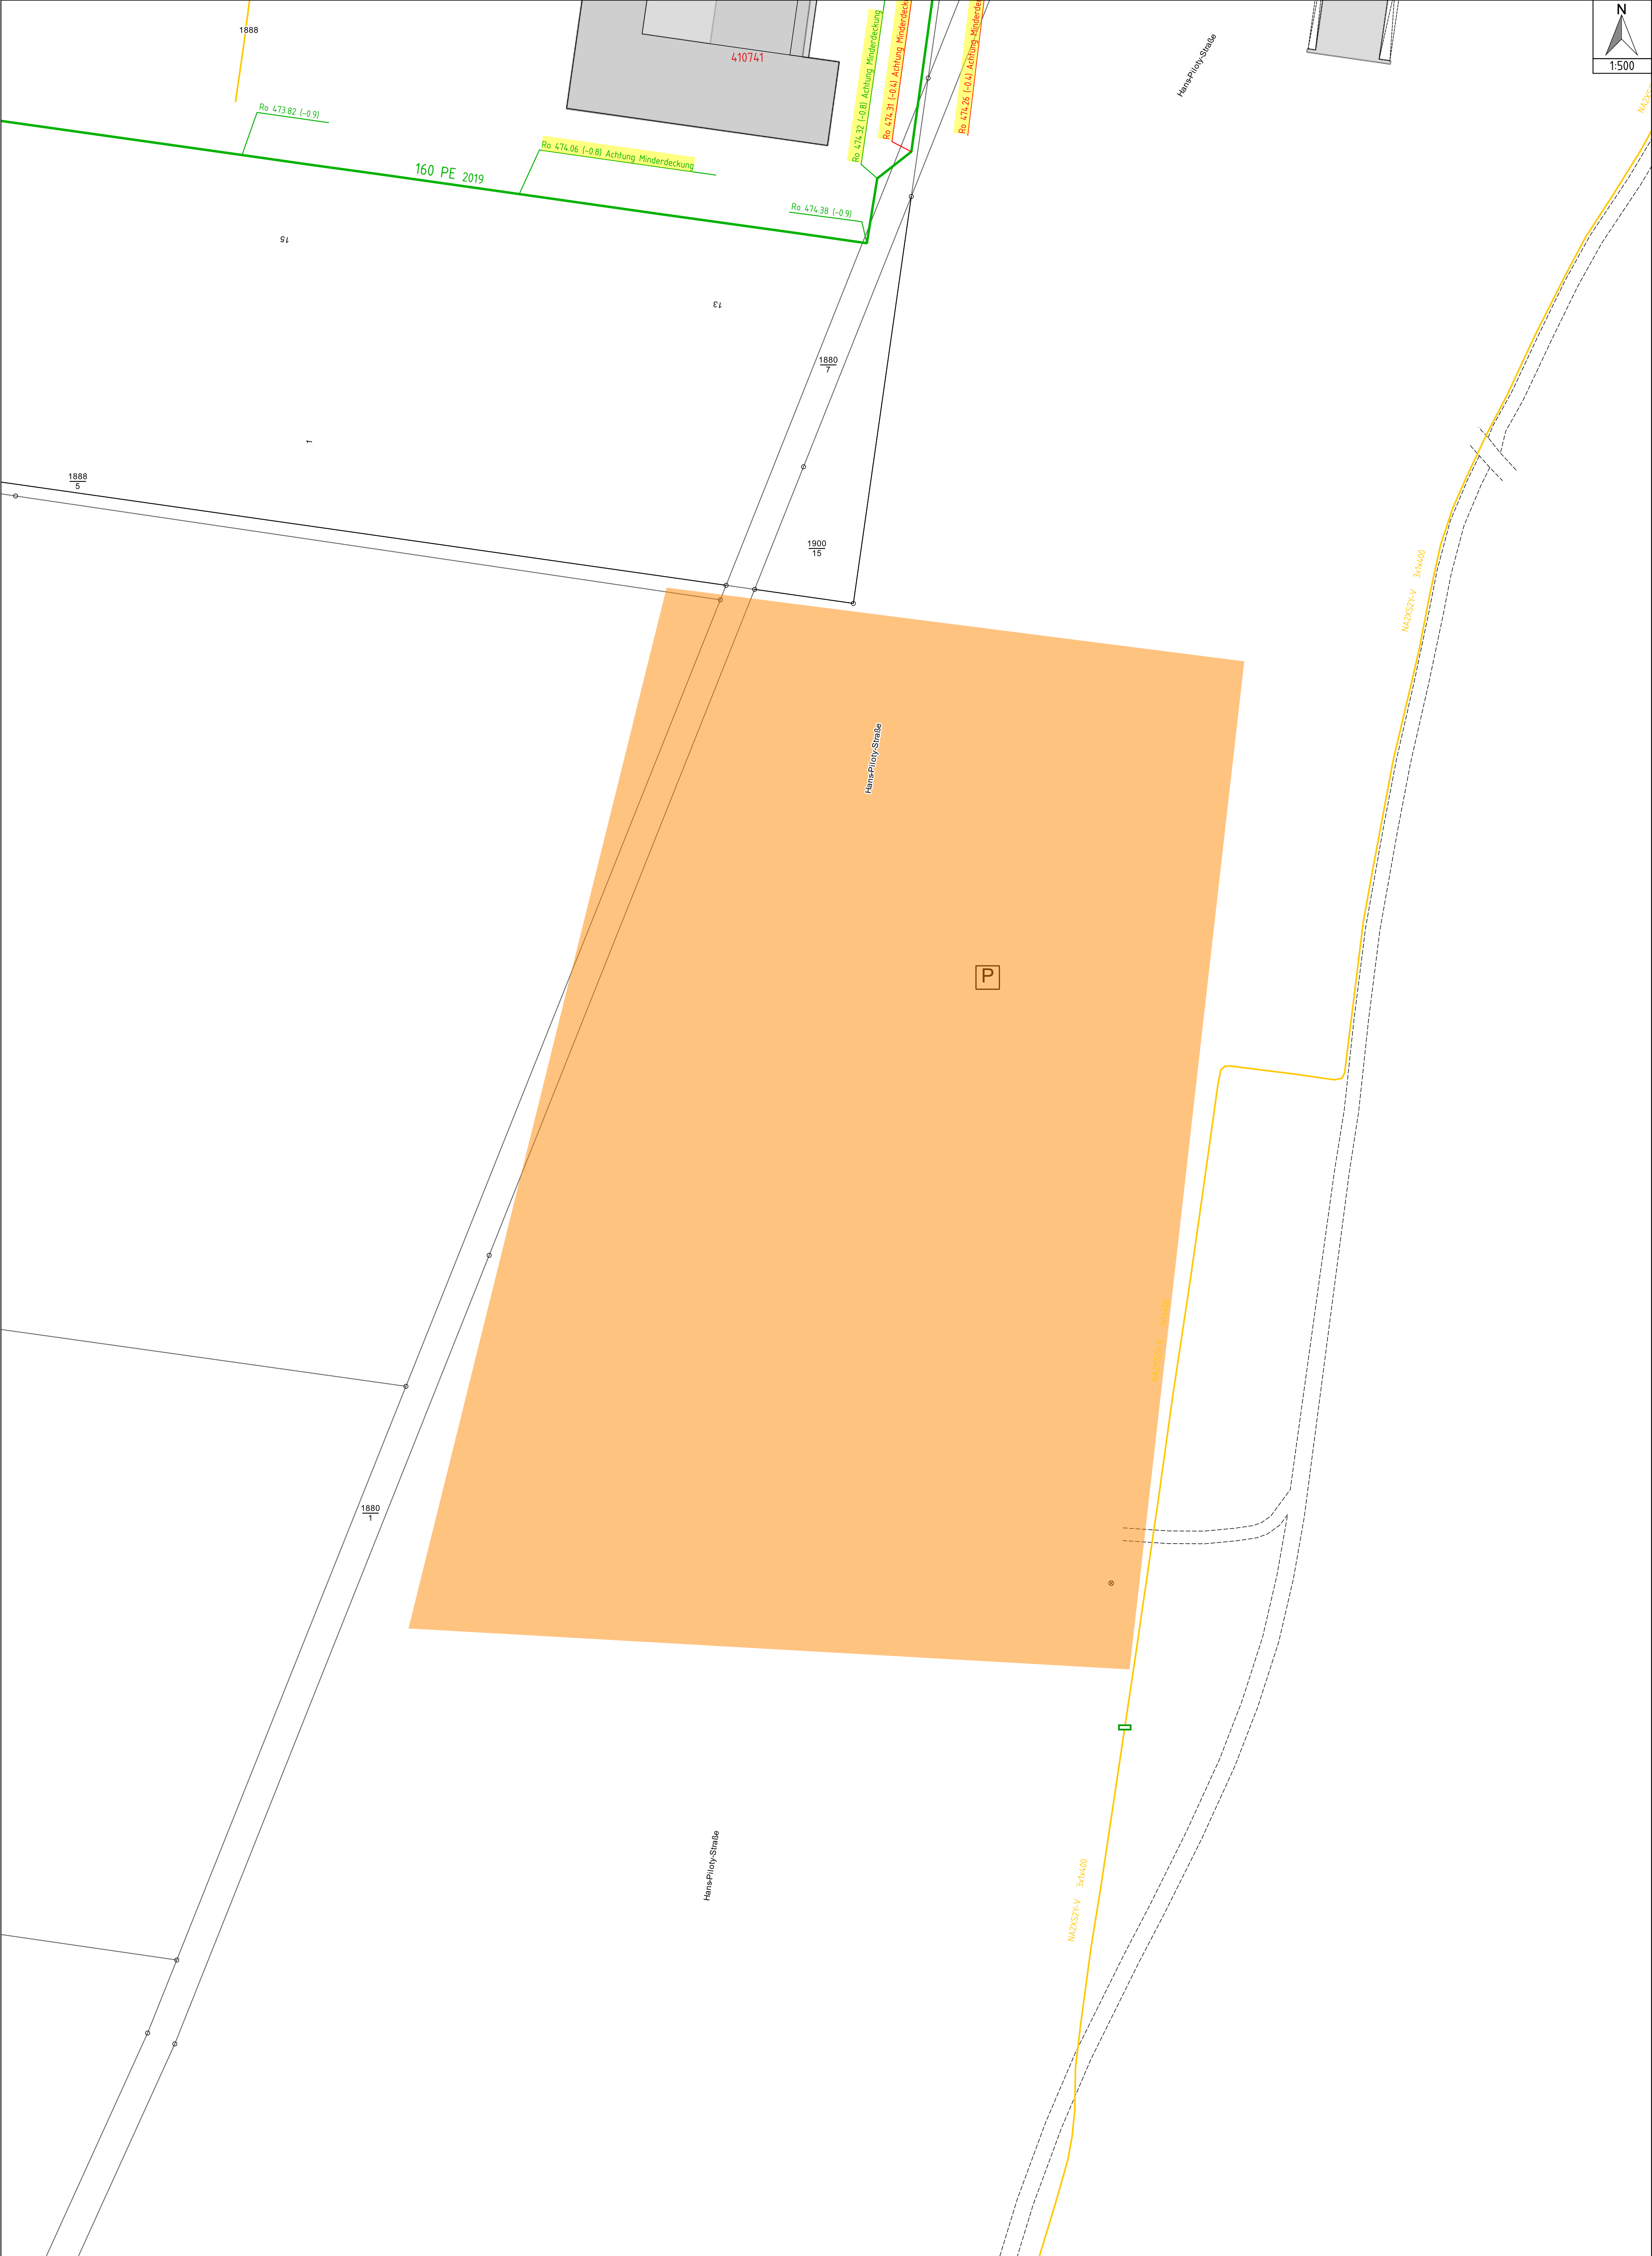 1888
410741
Ro 474.32 (-0.8) Achtung Minderdeckung
Ro 474.31 (-0.4) Achtung
Ro 474.26 (-0.4) Achtung
Hans-Piloty-Straße
N
1:500
Ro 473.82 (-0.9)
Ro 474.06 (-0.8) Achtung Minderdeckung
160 PE 2019
Ro 474.38 (-0.9)
15
13
1880
7
1
1888
5
1900
15
NA2XS2Y-V 3x1x400
Hans-Piloty-Straße
P
1880
1
Hans-Piloty-Straße
NA2XS2Y-V 3x1x400